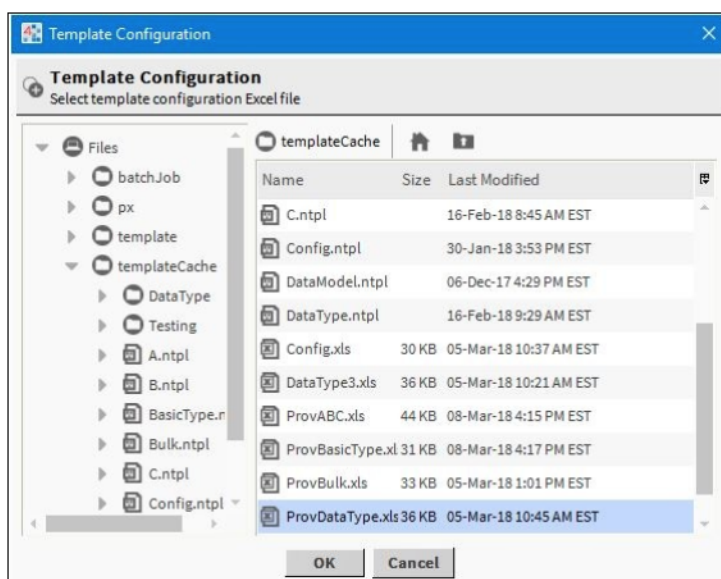 Template Configuration
Template Configuration
Select template configuration Excel file
Files
batchJob
px
template
templateCache
DataType
Testing
A.ntpl
B.ntpl
BasicType.n
Bulk.ntpl
C.ntpl
Config.ntpl
templateCache
Name Size Last Modified
C.ntpl 16-Feb-18 8:45 AM EST
Config.ntpl 30-Jan-18 3:53 PM EST
DataModel.ntpl 06-Dec-17 4:29 PM EST
DataType.ntpl 16-Feb-18 9:29 AM EST
Config.xls 30 KB 05-Mar-18 10:37 AM EST
DataType3.xls 36 KB 05-Mar-18 10:21 AM EST
ProvABC.xls 44 KB 08-Mar-18 4:15 PM EST
ProvBasicType.xl 31 KB 08-Mar-18 4:17 PM EST
ProvBulk.xls 33 KB 05-Mar-18 1:01 PM EST
ProvDataType.xls 36 KB 05-Mar-18 10:45 AM EST
OK Cancel